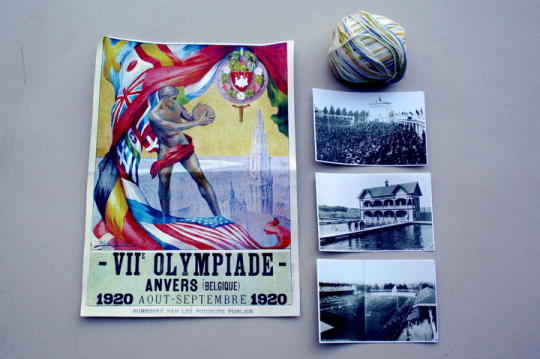 - VIIE OLYMPIADE -
ANVERS (BELGIQUE)
1920 AOUT-SEPTEMBRE 1920
SUBSIDIÉE PAR LES POUVOIRS PUBLICS